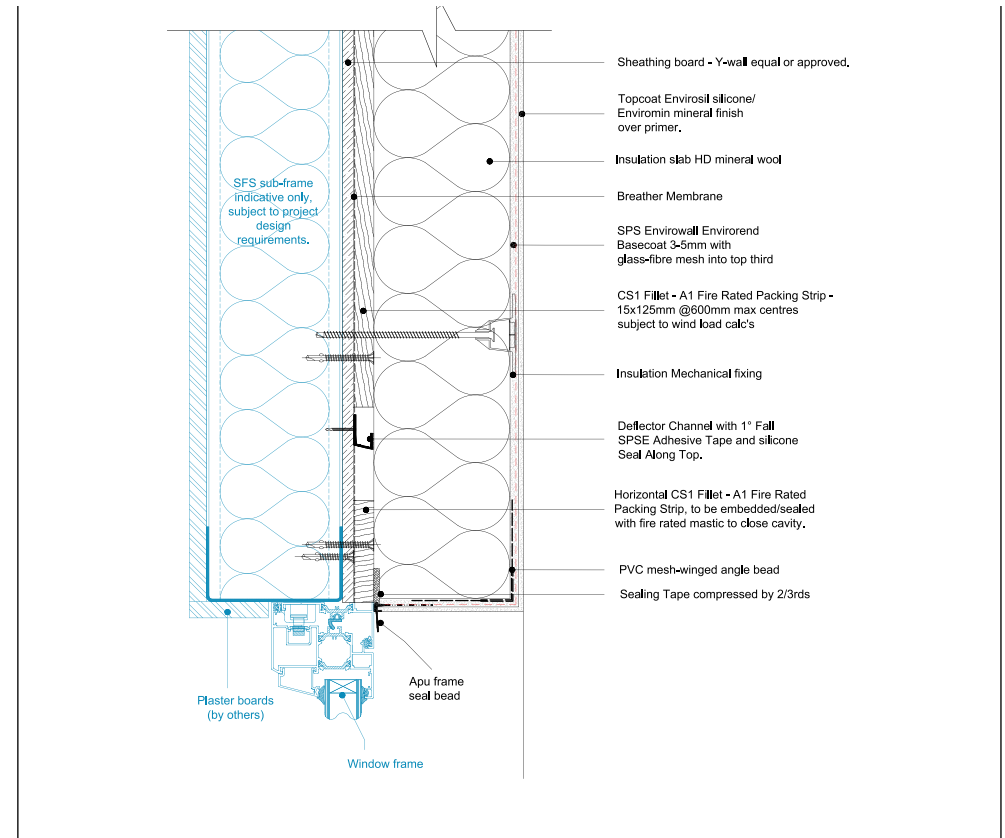 Sheathing board - Y-wall equal or approved.
Topcoat Envirosil silicone/
Enviromin mineral finish
over primer.
Insulation slab HD mineral wool
SFS sub-frame
indicative only,
subject to project
design
requirements.
Breather Membrane
SPS Envirowall Envirorend
Basecoat 3-5mm with
glass-fibre mesh into top third
CS1 Fillet - A1 Fire Rated Packing Strip -
15x125mm @600mm max centres
subject to wind load calc's
Insulation Mechanical fixing
Deflector Channel with 1° Fall
SPSE Adhesive Tape and silicone
Seal Along Top.
Horizontal CS1 Fillet - A1 Fire Rated
Packing Strip, to be embedded/sealed
with fire rated mastic to close cavity.
PVC mesh-winged angle bead
Sealing Tape compressed by 2/3rds
Apu frame
seal bead
Plaster boards
(by others)
Window frame